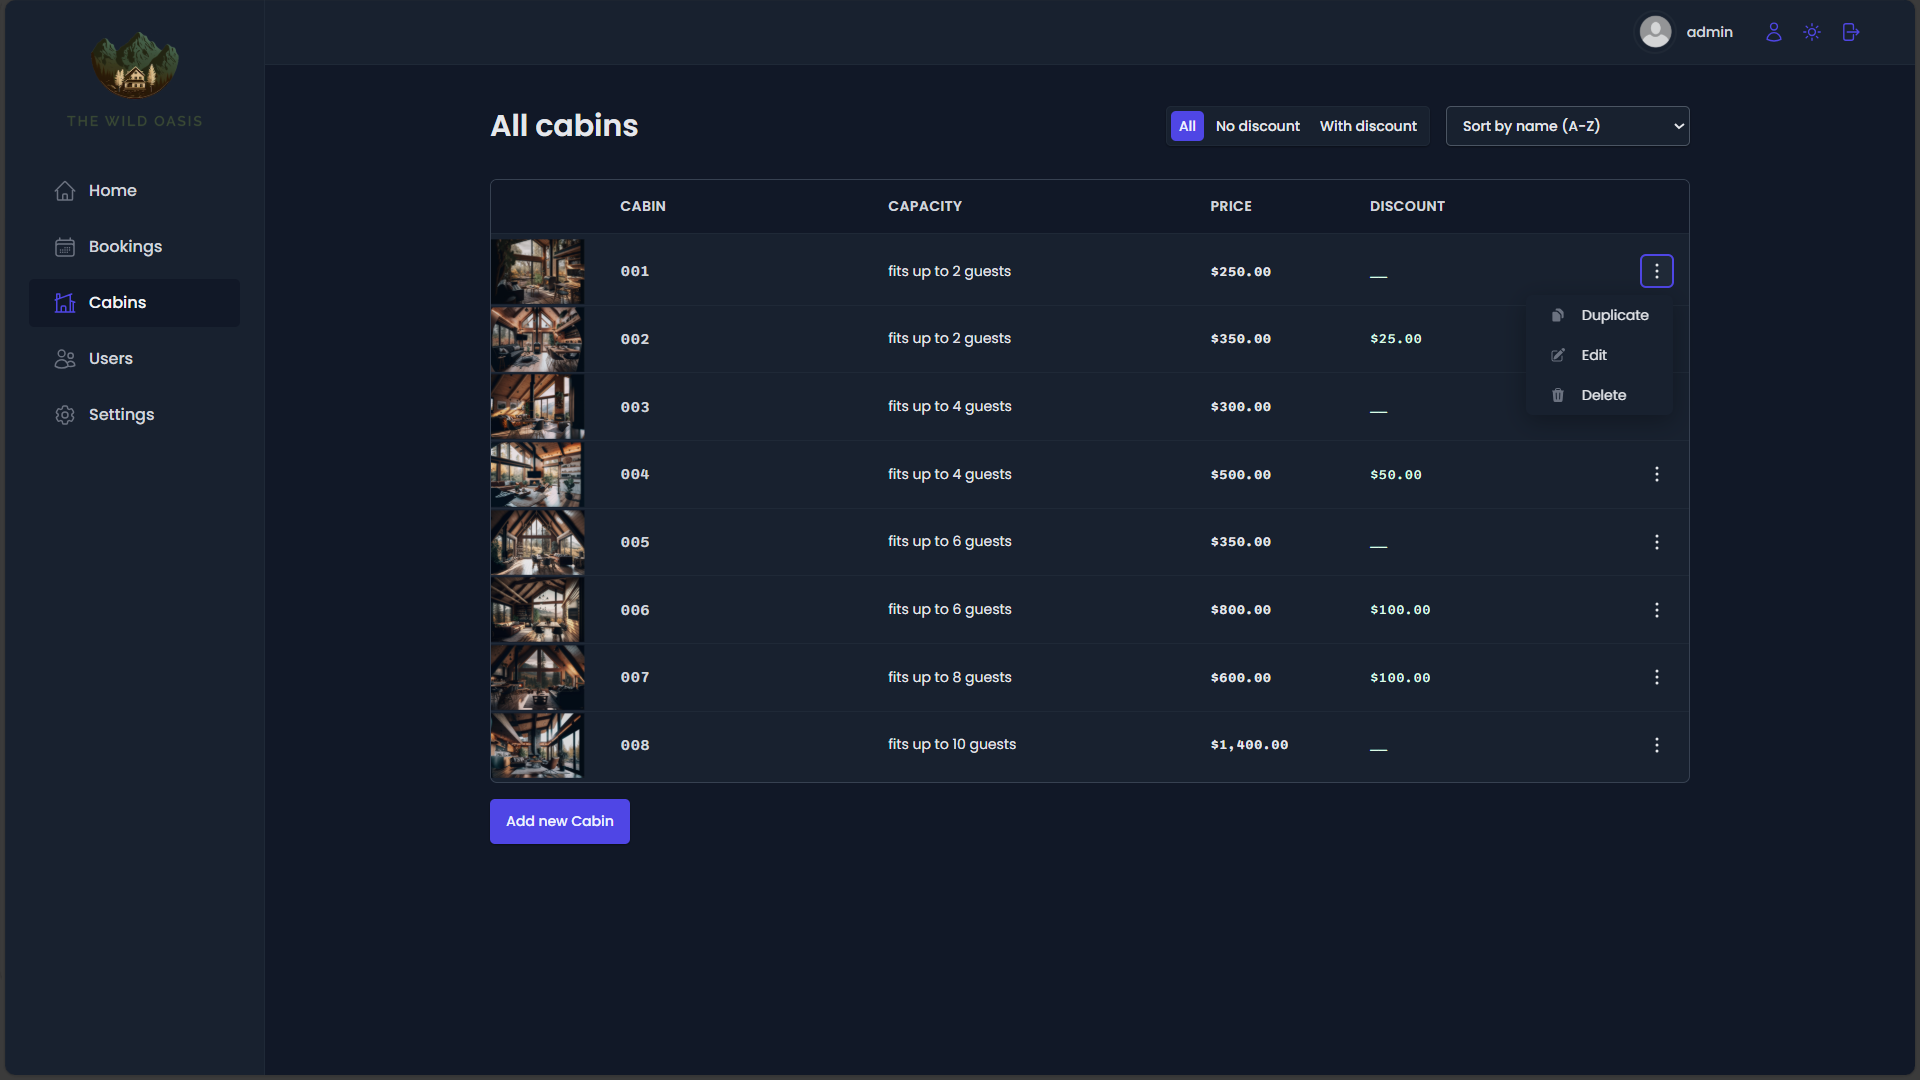 admin
THE WILD OASIS
Home
Bookings
Cabins
Users
Settings
All cabins
All No discount With discount Sort by name (A-Z)
CABIN CAPACITY PRICE DISCOUNT
001 fits up to 2 guests $250.00 —
Duplicate
002 fits up to 2 guests $350.00 $25.00
Edit
Delete
003 fits up to 4 guests $300.00 —
004 fits up to 4 guests $500.00 $50.00
005 fits up to 6 guests $350.00 —
006 fits up to 6 guests $800.00 $100.00
007 fits up to 8 guests $600.00 $100.00
008 fits up to 10 guests $1,400.00 —
Add new Cabin